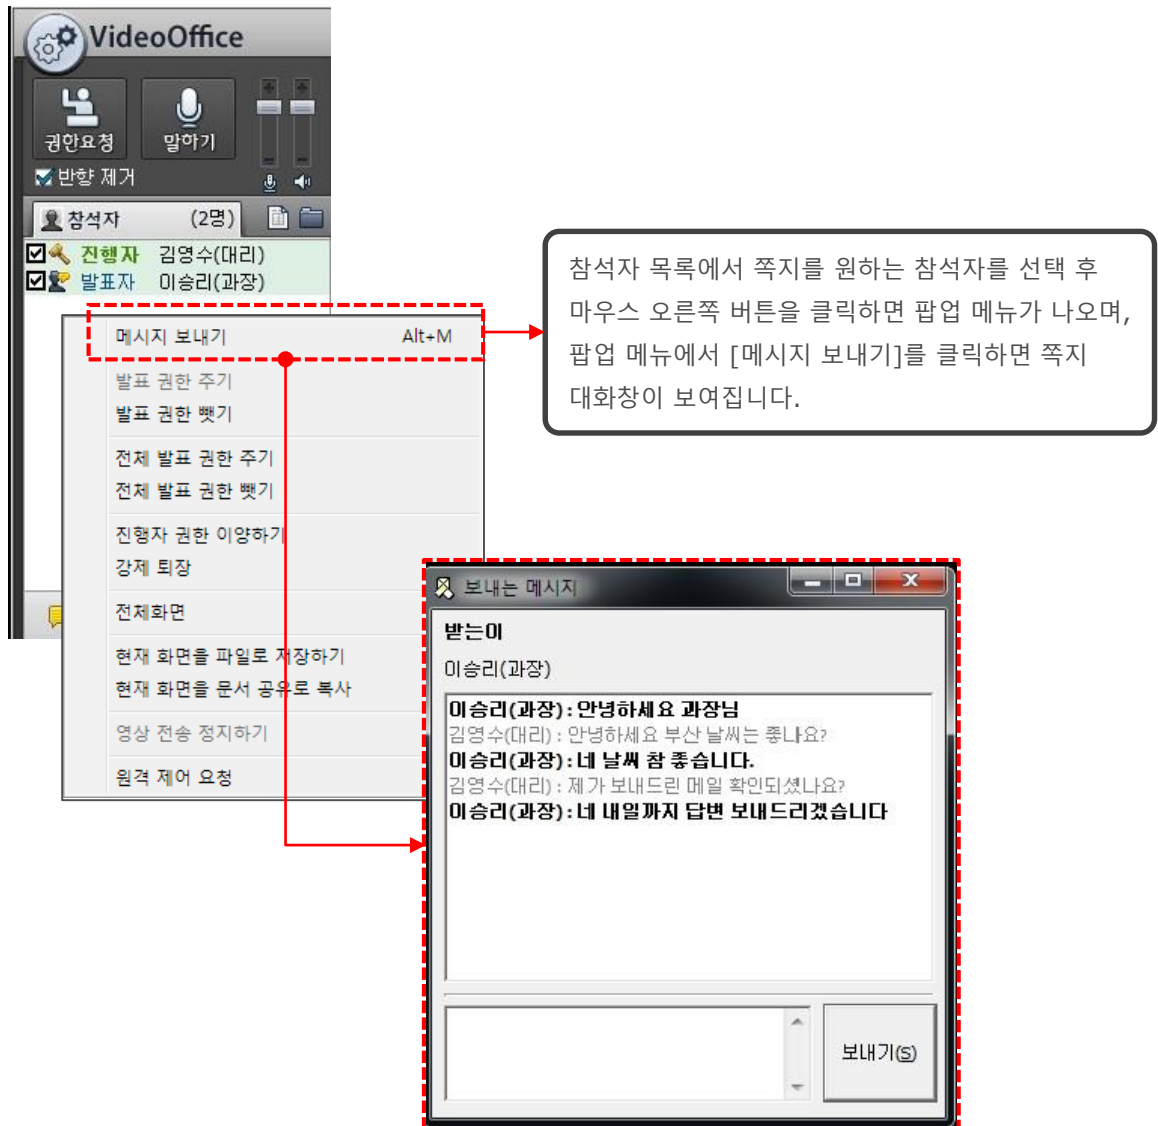 VideoOffice
권한요청
말하기
반향 제거
참석자 (2명)
진행자 김영수(대리)
발표자 이승리(과장)
메시지 보내기 Alt+M
발표 권한 주기
발표 권한 뺏기
전체 발표 권한 주기
전체 발표 권한 뺏기
진행자 권한 이양하기
강제 퇴장
전체화면
현재 화면을 파일로 저장하기
현재 화면을 문서 공유로 복사
영상 전송 정지하기
원격 제어 요청
참석자 목록에서 쪽지를 원하는 참석자를 선택 후
마우스 오른쪽 버튼을 클릭하면 팝업 메뉴가 나오며,
팝업 메뉴에서 [메시지 보내기]를 클릭하면 쪽지
대화창이 보여집니다.
보내는 메시지
받는이
이승리(과장)
이승리(과장) : 안녕하세요 과장님
김영수(대리) : 안녕하세요 부산 날씨는 좋나요?
이승리(과장) : 네 날씨 참 좋습니다.
김영수(대리) : 제가 보내드린 메일 확인되셨나요?
이승리(과장) : 네 내일까지 답변 보내드리겠습니다
보내기(S)